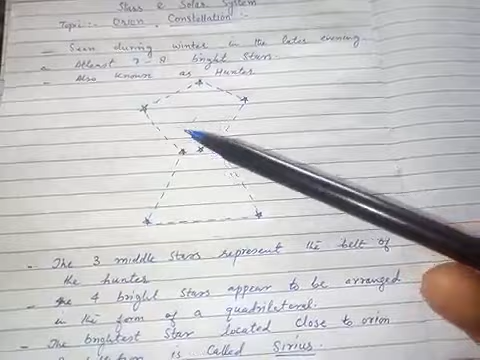 Stars & Solar System
Topic:- Orion Constellation
- Seen during winter in the later evening.
- Atleast 7-8 bright Stars.
- Also known as Hunter
- The 3 middle stars represent the belt of
the hunter
- The 4 bright stars appear to be arranged
in the form of a quadrilateral.
- The brightest Star located close to orion
is called Sirius.